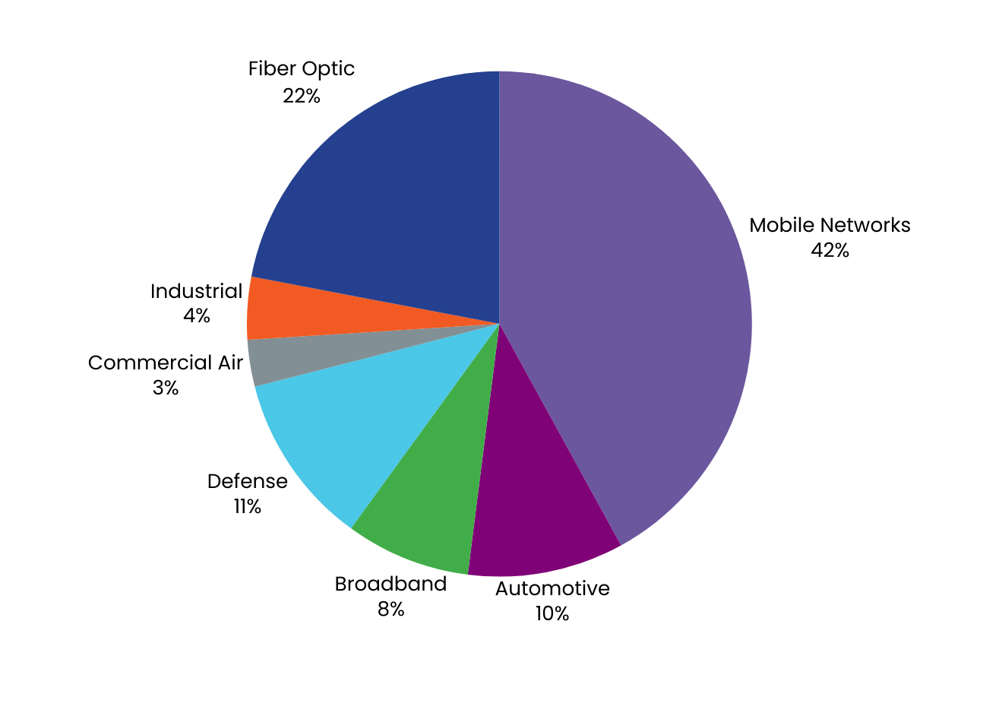 Fiber Optic
22%
Mobile Networks
42%
Industrial
4%
Commercial Air
3%
Defense
11%
Broadband
8%
Automotive
10%